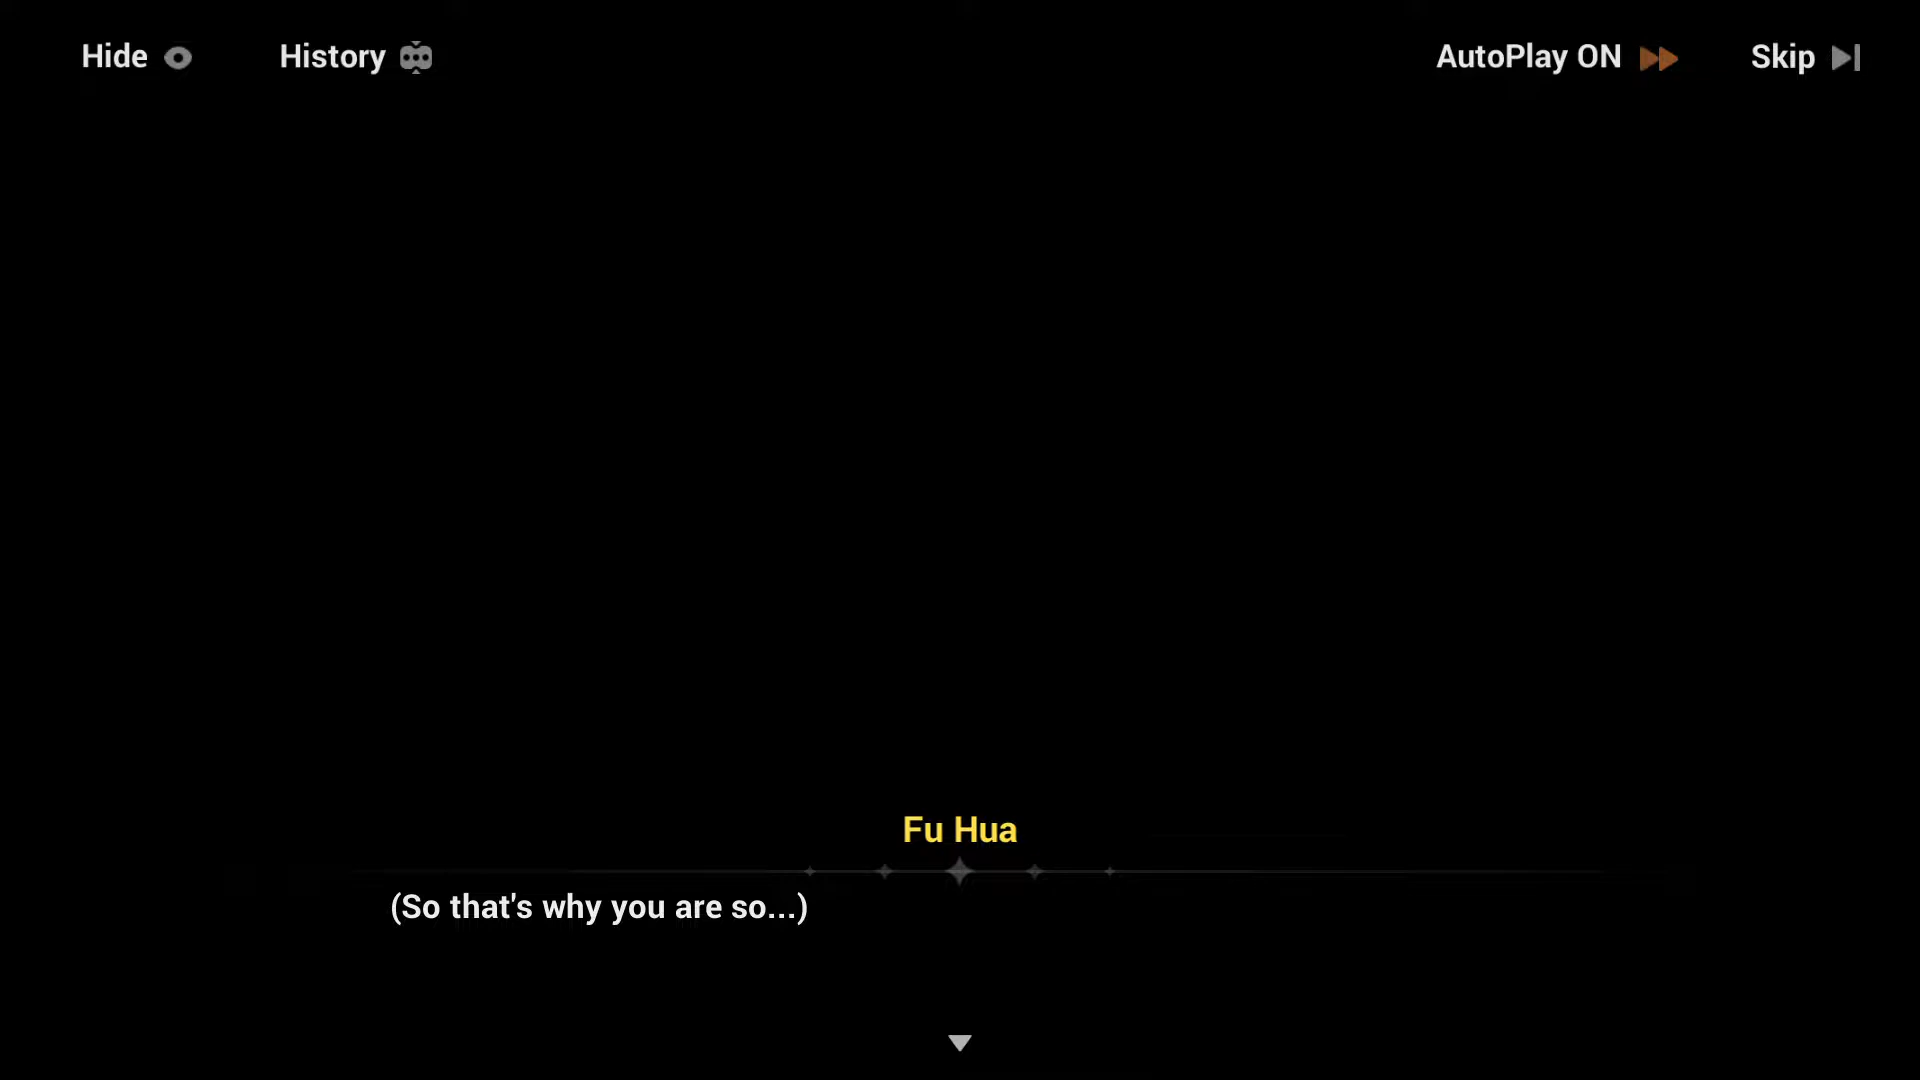 Hide
History
AutoPlay ON
Skip
Fu Hua
(So that's why you are so...)